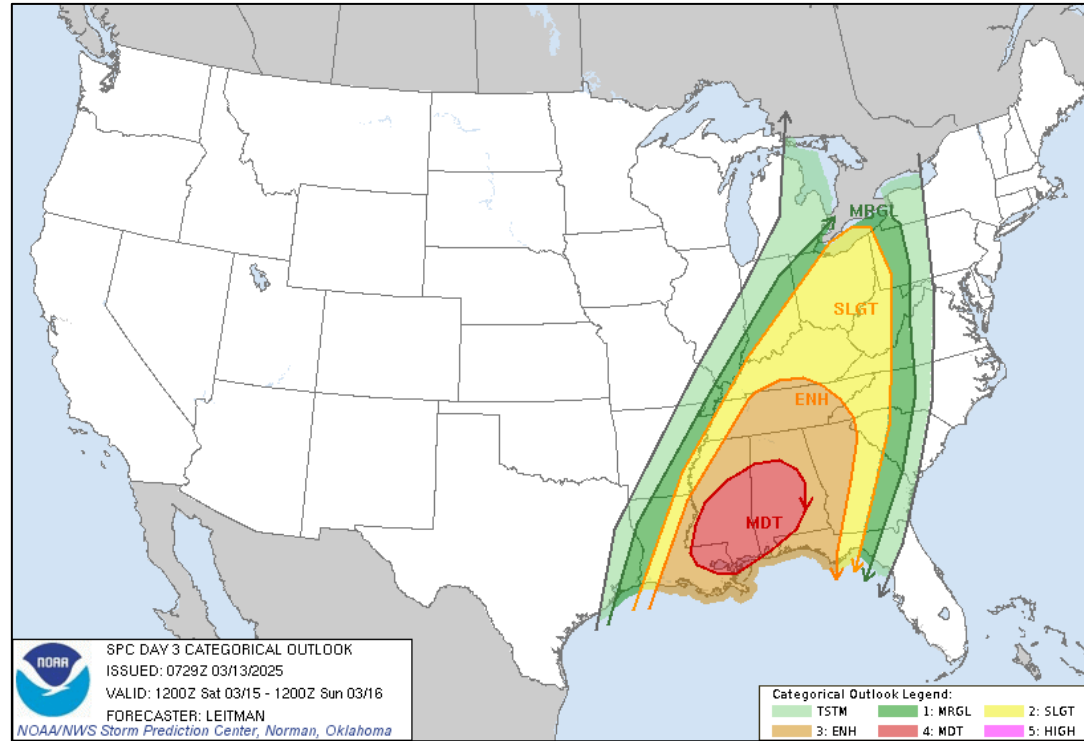 MRGL
SLGT
ENH
MDT
NOAA
SPC DAY 3 CATEGORICAL OUTLOOK
ISSUED: 0729Z 03/13/2025
VALID: 1200Z Sat 03/15 - 1200Z Sun 03/16
FORECASTER: LEITMAN
NOAA/NWS Storm Prediction Center, Norman, Oklahoma
Categorical Outlook Legend:
TSTM 1: MRGL 2: SLGT
3: ENH 4: MDT 5: HIGH